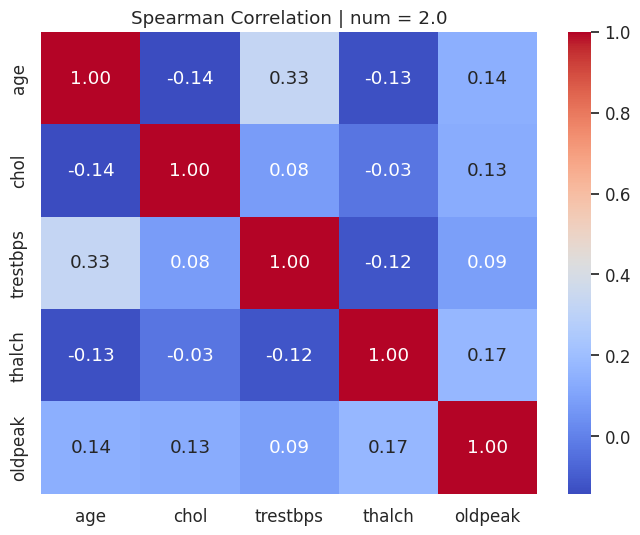 Spearman Correlation | num = 2.0
age 1.00 -0.14 0.33 -0.13 0.14
chol -0.14 1.00 0.08 -0.03 0.13
trestbps 0.33 0.08 1.00 -0.12 0.09
thalch -0.13 -0.03 -0.12 1.00 0.17
oldpeak 0.14 0.13 0.09 0.17 1.00
age chol trestbps thalch oldpeak
1.0
0.8
0.6
0.4
0.2
0.0